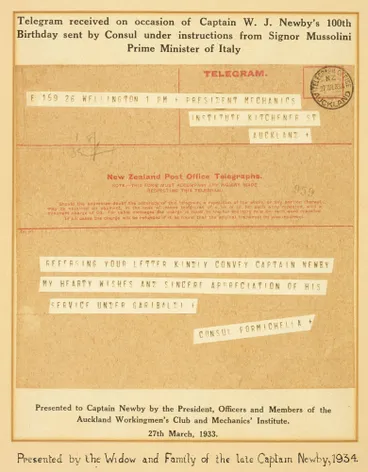 Telegram received on occasion of Captain W. J. Newby's 100th
Birthday sent by Consul under instructions from Signor Mussolini
Prime Minister of Italy
TELEGRAM.
AUCKLAND
E 159 26 WELLINGTON 1 PM + PRESIDENT MECHANICS
INSTITUTE KITCHENER ST
AUCKLAND +
New Zealand Post Office Telegraphs.
959
REFERRING YOUR LETTER KINDLY CONVEY CAPTAIN NEWBY
MY HEARTY WISHES AND SINCERE APPRECIATION OF HIS
SERVICE UNDER GARIBALDI +
CONSUL FORMICHELLA +
Presented to Captain Newby by the President, Officers and Members of the
Auckland Workingmen's Club and Mechanics' Institute.
27th March, 1933.
Presented by the Widow and Family of the late Captain Newby, 1934.